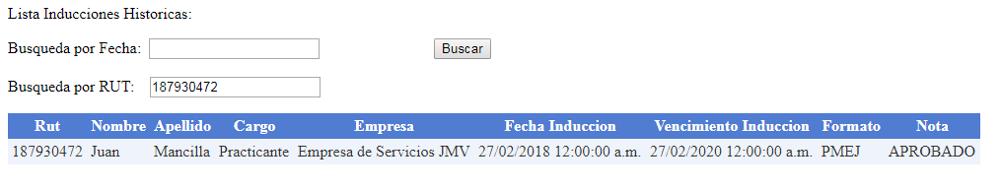 Lista Inducciones Historicas:
Busqueda por Fecha: Buscar
Busqueda por RUT: 187930472
Rut Nombre Apellido Cargo Empresa Fecha Induccion Vencimiento Induccion Formato Nota
187930472 Juan Mancilla Practicante Empresa de Servicios JMV 27/02/2018 12:00:00 a.m. 27/02/2020 12:00:00 a.m. PMEJ APROBADO